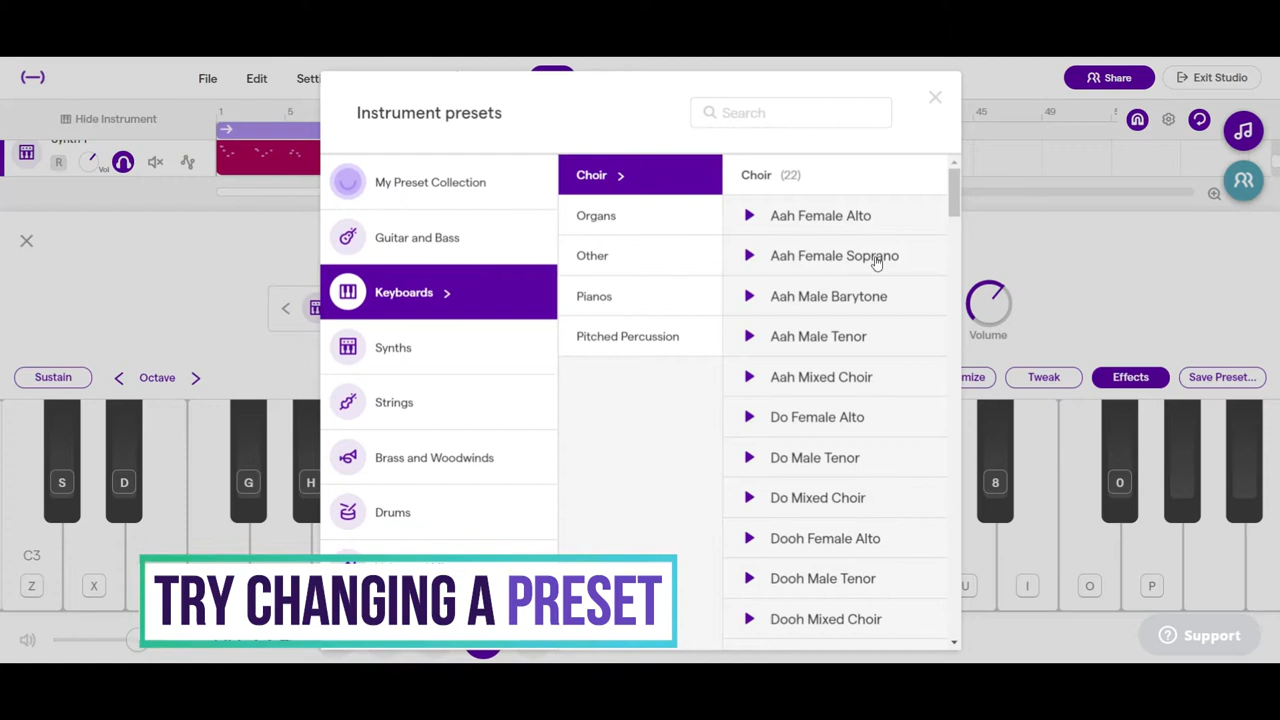 File
Edit
Setti
Share
Exit Studio
Hide Instrument
1
5
45
49
5
R
Vol
Instrument presets
Search
My Preset Collection
Guitar and Bass
Keyboards
Synths
Strings
Brass and Woodwinds
Drums
Choir
Organs
Other
Pianos
Pitched Percussion
Choir (22)
Aah Female Alto
Aah Female Soprano
Aah Male Barytone
Aah Male Tenor
Aah Mixed Choir
Do Female Alto
Do Male Tenor
Do Mixed Choir
Dooh Female Alto
Dooh Male Tenor
Dooh Mixed Choir
Volume
Sustain
Octave
mize
Tweak
Effects
Save Preset...
S
D
G
H
8
0
C3
Z
X
U
I
O
P
TRY CHANGING A PRESET
Support